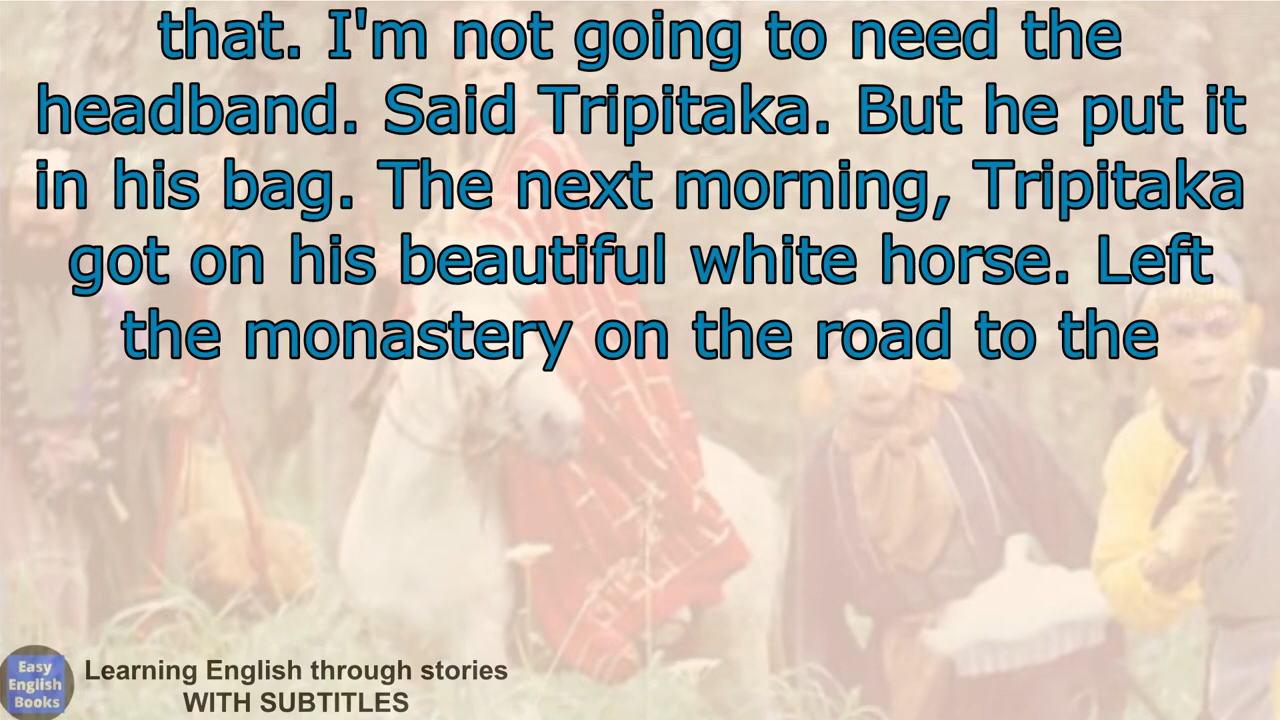 that. I'm not going to need the
headband. Said Tripitaka. But he put it
in his bag. The next morning, Tripitaka
got on his beautiful white horse. Left
the monastery on the road to the
Easy
English
Books
Learning English through stories
WITH SUBTITLES